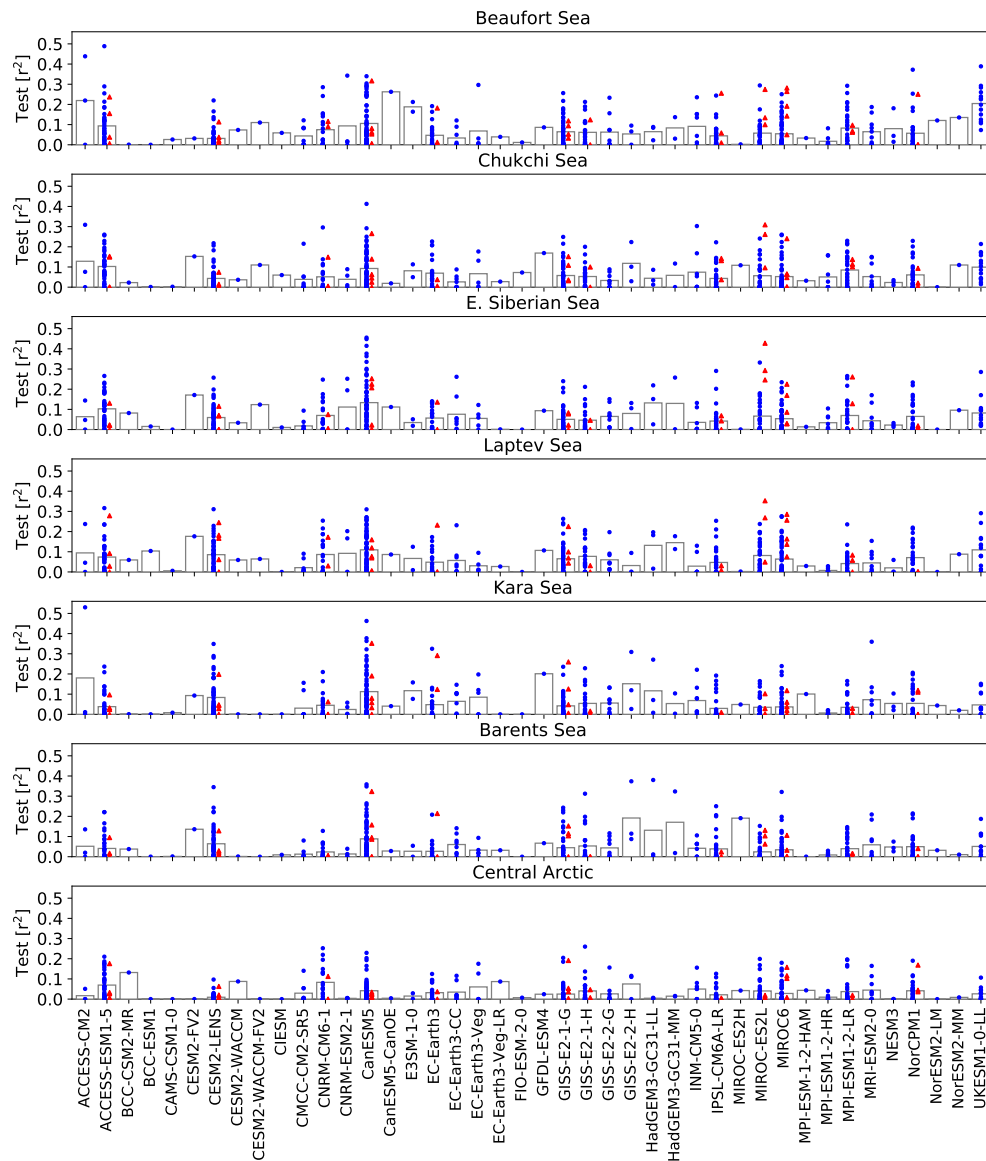 Beaufort Sea
Test [r²]
0.5
0.4
0.3
0.2
0.1
0.0
Chukchi Sea
Test [r²]
0.5
0.4
0.3
0.2
0.1
0.0
E. Siberian Sea
Test [r²]
0.5
0.4
0.3
0.2
0.1
0.0
Laptev Sea
Test [r²]
0.5
0.4
0.3
0.2
0.1
0.0
Kara Sea
Test [r²]
0.5
0.4
0.3
0.2
0.1
0.0
Barents Sea
Test [r²]
0.5
0.4
0.3
0.2
0.1
0.0
Central Arctic
Test [r²]
0.5
0.4
0.3
0.2
0.1
0.0
ACCESS-CM2
ACCESS-ESM1-5
BCC-CSM2-MR
BCC-ESM1
CAMS-CSM1-0
CESM2-FV2
CESM2-LENS
CESM2-WACCM
CESM2-WACCM-FV2
CIESM
CMCC-CM2-SR5
CNRM-CM6-1
CNRM-ESM2-1
CanESM5
CanESM5-CanOE
E3SM-1-0
EC-Earth3
EC-Earth3-CC
EC-Earth3-Veg
EC-Earth3-Veg-LR
FIO-ESM-2-0
GFDL-ESM4
GISS-E2-1-G
GISS-E2-1-H
GISS-E2-2-G
GISS-E2-2-H
HadGEM3-GC31-LL
HadGEM3-GC31-MM
INM-CM5-0
IPSL-CM6A-LR
MIROC-ES2H
MIROC-ES2L
MIROC6
MPI-ESM-1-2-HAM
MPI-ESM1-2-HR
MPI-ESM1-2-LR
MRI-ESM2-0
NESM3
NorCPM1
NorESM2-LM
NorESM2-MM
UKESM1-0-LL